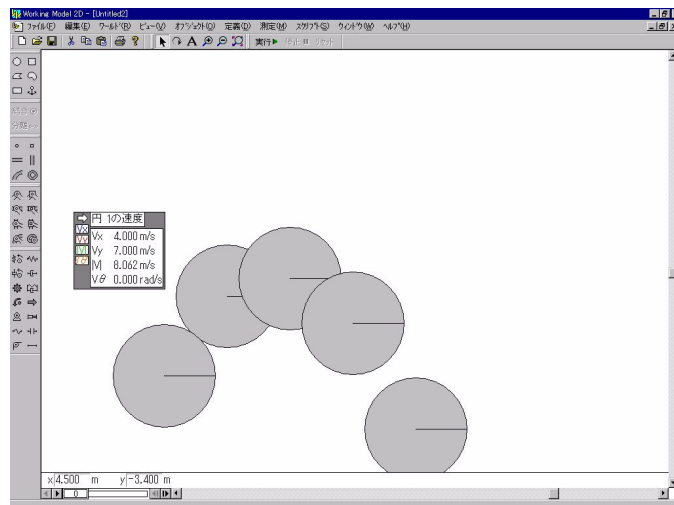 Working Model 2D - [Untitled2]
ファイル(F) 編集(E) ワールド(R) ビュー(V) オブジェクト(O) 定義(D) 測定(M) スクリプト(S) ウィンドウ(W) ヘルプ(H)
実行
円 1の速度
Vx
Vy
|V|
Vθ
Vx 4.000 m/s
Vy 7.000 m/s
|V| 8.062 m/s
Vθ 0.000 rad/s
x 4.500 m y -3.400 m
0